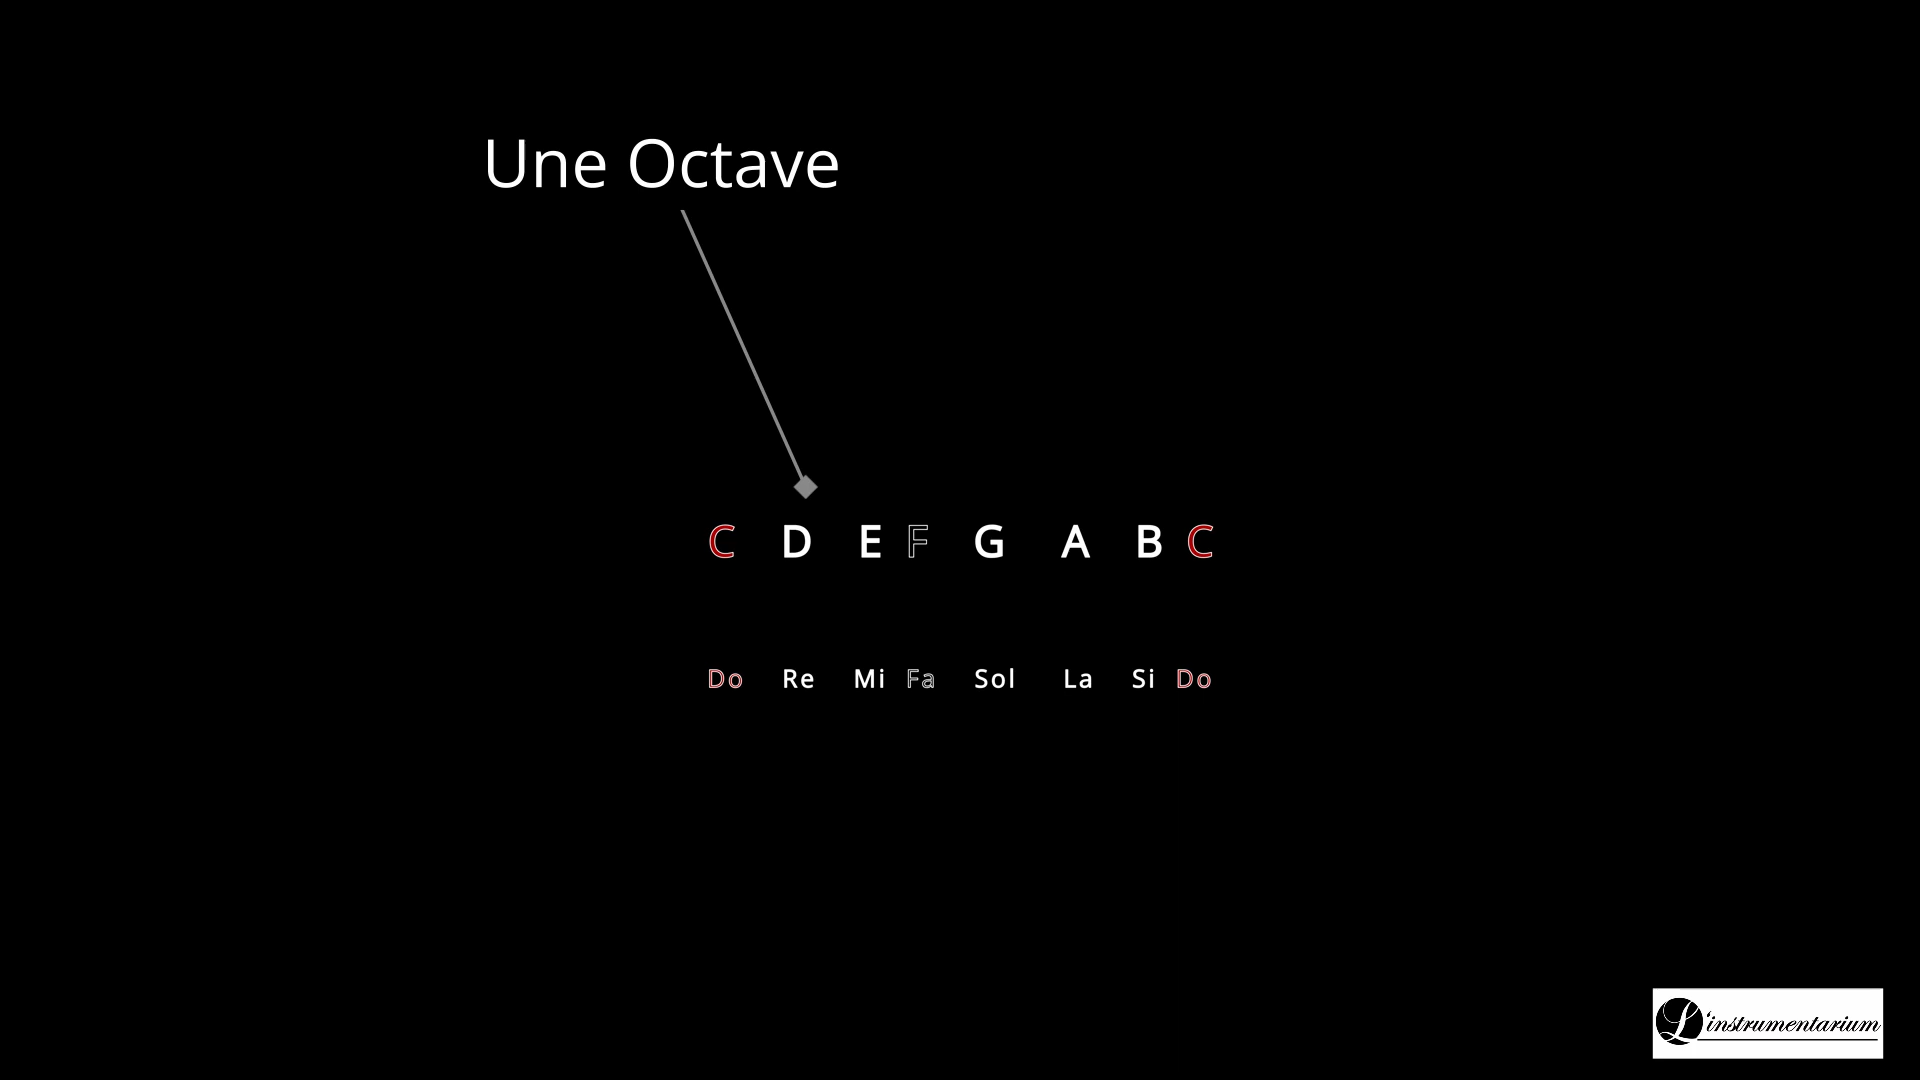 Une Octave
C D E F G A B C
Do Re Mi Fa Sol La Si Do
L'instrumentarium